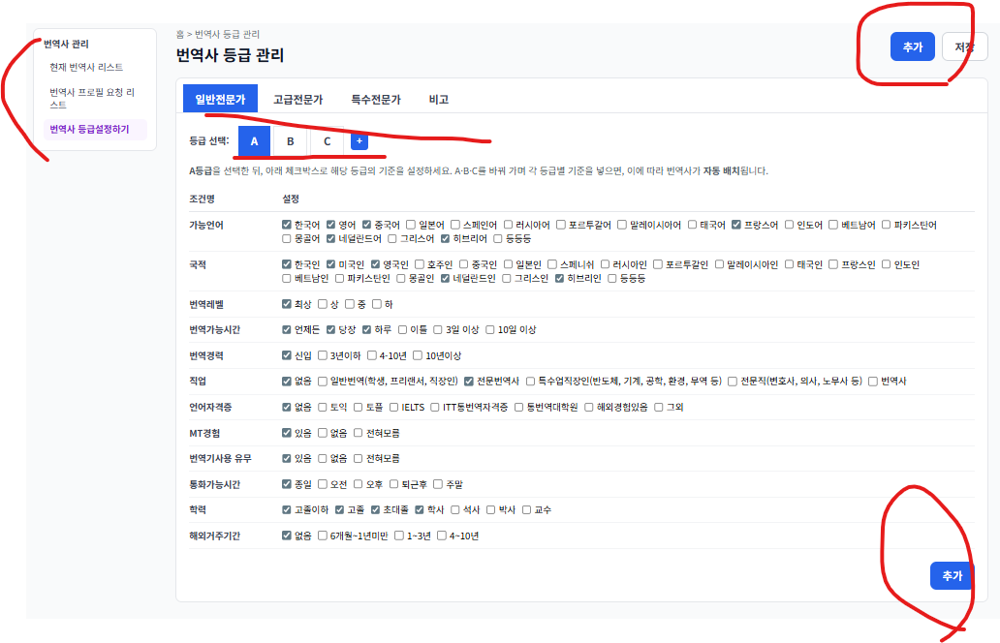 번역사 관리
현재 번역사 리스트
번역사 프로필 요청 리
스트
번역사 등급설정하기
홈 > 번역사 등급 관리
번역사 등급 관리
추가
저장
일반전문가 고급전문가 특수전문가 비고
등급 선택: A B C +
A등급을 선택한 뒤, 아래 체크박스로 해당 등급의 기준을 설정하세요. A·B·C를 바꿔 가며 각 등급별 기준을 넣으면, 이에 따라 번역사가 자동 배치됩니다.
조건명 설정
가능언어 한국어 영어 중국어 일본어 스페인어 러시아어 포르투갈어 말레이시아어 태국어 프랑스어 인도어 베트남어 파키스탄어
몽골어 네덜란드어 그리스어 히브리어 등등등
국적 한국인 미국인 영국인 호주인 중국인 일본인 스페니쉬 러시아인 포르투갈인 말레이시아인 태국인 프랑스인 인도인
베트남인 파키스탄인 몽골인 네덜란드인 그리스인 히브리인 등등등
번역레벨 최상 상 중 하
번역가능시간 언제든 당장 하루 이틀 3일 이상 10일 이상
번역경력 신입 3년이하 4-10년 10년이상
직업 없음 일반번역(학생, 프리랜서, 직장인) 전문번역사 특수업직장인(반도체, 기계, 공학, 환경, 무역 등) 전문직(변호사, 의사, 노무사 등) 번역사
언어자격증 없음 토익 토플 IELTS ITT통번역자격증 통번역대학원 해외경험있음 그외
MT경험 있음 없음 전혀모름
번역기사용 유무 있음 없음 전혀모름
통화가능시간 종일 오전 오후 퇴근후 주말
학력 고졸이하 고졸 초대졸 학사 석사 박사 교수
해외거주기간 없음 6개월~1년미만 1~3년 4~10년
추가